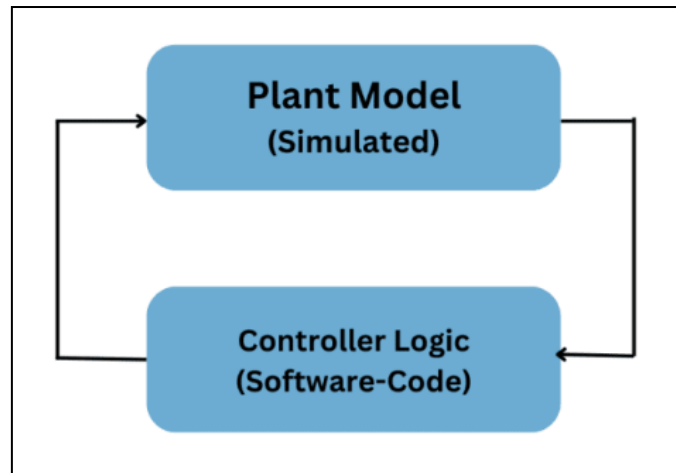 Plant Model
(Simulated)
Controller Logic
(Software-Code)